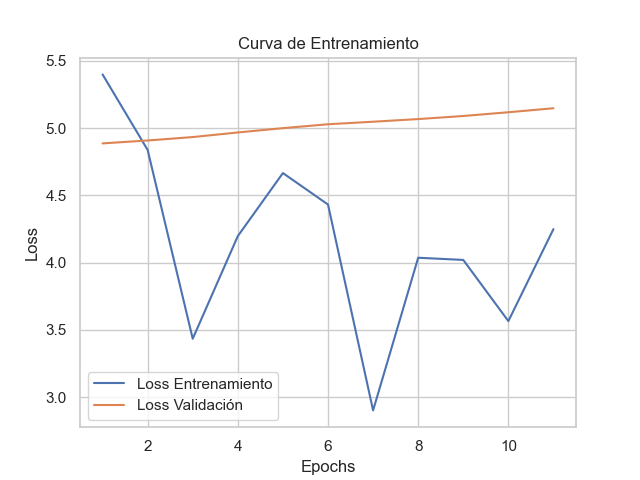 Curva de Entrenamiento
Loss
5.5
5.0
4.5
4.0
3.5
3.0
Loss Entrenamiento
Loss Validación
2
4
6
8
10
Epochs